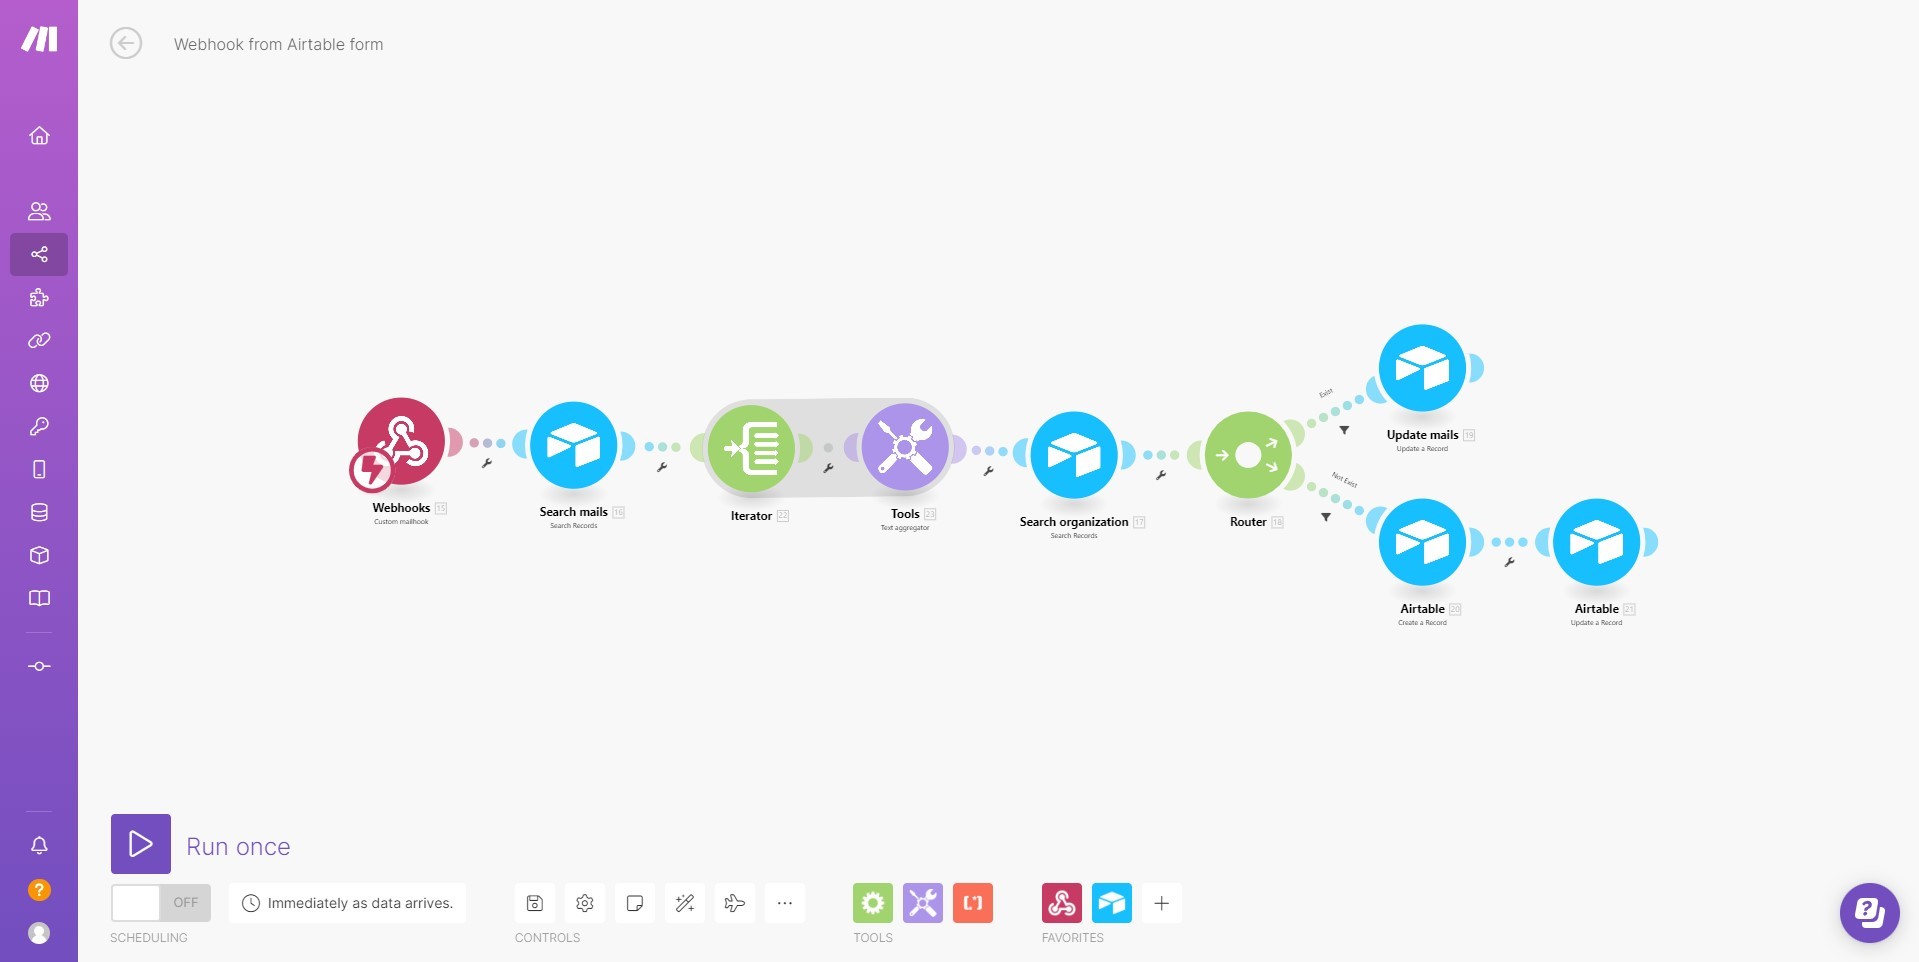 Webhook from Airtable form
Exist
Update mails 19
Update a Record
Webhooks 15
Custom mailhook
Search mails 16
Search Records
Iterator 22
Tools 23
Text aggregator
Search organization 17
Search Records
Router 18
Not Exist
Airtable 20
Create a Record
Airtable 21
Update a Record
Run once
OFF
Immediately as data arrives.
SCHEDULING
CONTROLS
TOOLS
FAVORITES